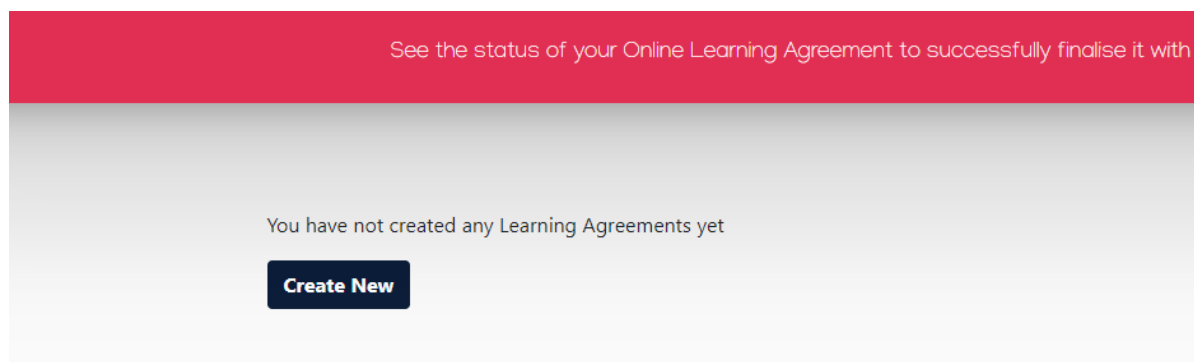 See the status of your Online Learning Agreement to successfully finalise it with
You have not created any Learning Agreements yet
Create New